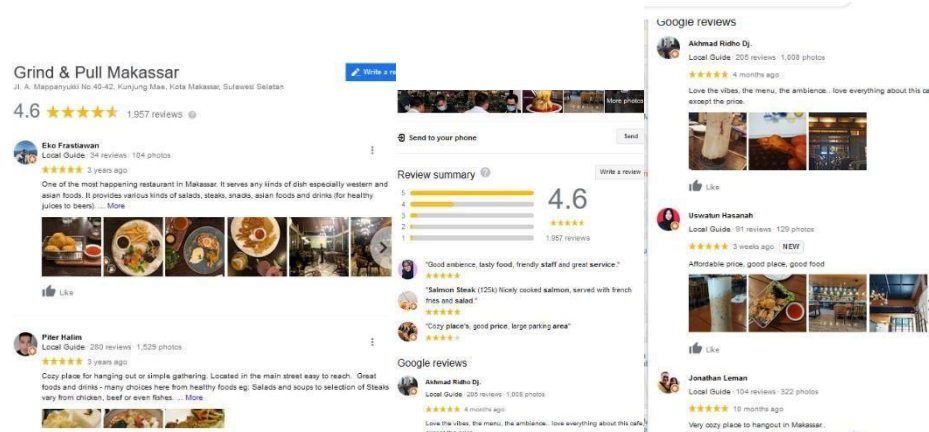 Grind & Pull Makassar
Write a re
Jl. A. Mappanyukki No.40-42, Kunjung Mae, Kota Makassar, Sulawesi Selatan
4.6 1,957 reviews
Eko Frastiawan
Local Guide · 34 reviews · 104 photos
3 years ago
One of the most happening restaurant in Makassar. It serves any kinds of dish especially western and
asian foods. It provides various kinds of salads, steaks, snacks, asian foods and drinks (for healthy
juices to beers). ... More
Like
Piter Halim
Local Guide · 280 reviews · 1,529 photos
3 years ago
Cozy place for hanging out or simple gathering. Located in the main street easy to reach. Great
foods and drinks - many choices here from healthy foods eg: Salads and soups to selection of Steaks
vary from chicken, beef or even fishes. ... More
More photos
Send to your phone
Send
Review summary
Write a review
5
4
3
2
1
4.6
1,957 reviews
"Good ambience, tasty food, friendly staff and great service."
"Salmon Steak (125k) Nicely cooked salmon, served with french
fries and salad."
"Cozy place's, good price, large parking area"
Google reviews
Akhmad Ridho Dj.
Local Guide · 205 reviews · 1,008 photos
4 months ago
Love the vibes, the menu, the ambience.. love everything about this cafe,
except the price.
Google reviews
Akhmad Ridho Dj.
Local Guide · 205 reviews · 1,008 photos
4 months ago
Love the vibes, the menu, the ambience.. love everything about this ca
except the price.
Like
Uswatun Hasanah
Local Guide · 91 reviews · 129 photos
3 weeks ago NEW
Affordable price, good place, good food
Like
Jonathan Leman
Local Guide · 104 reviews · 322 photos
10 months ago
Very cozy place to hangout in Makassar..